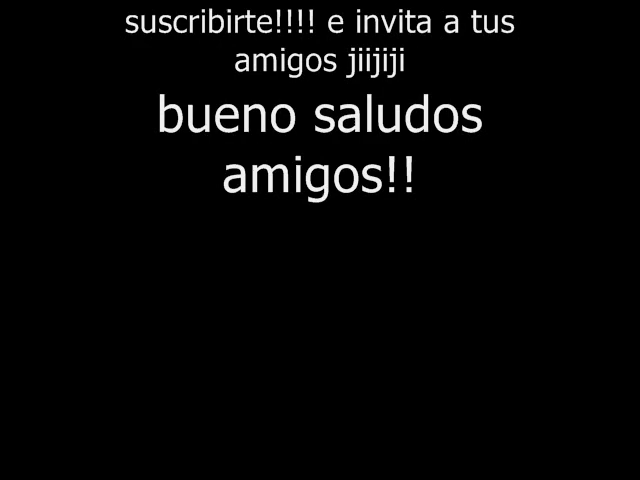 suscribirte!!!! e invita a tus
amigos jiijiji
bueno saludos
amigos!!